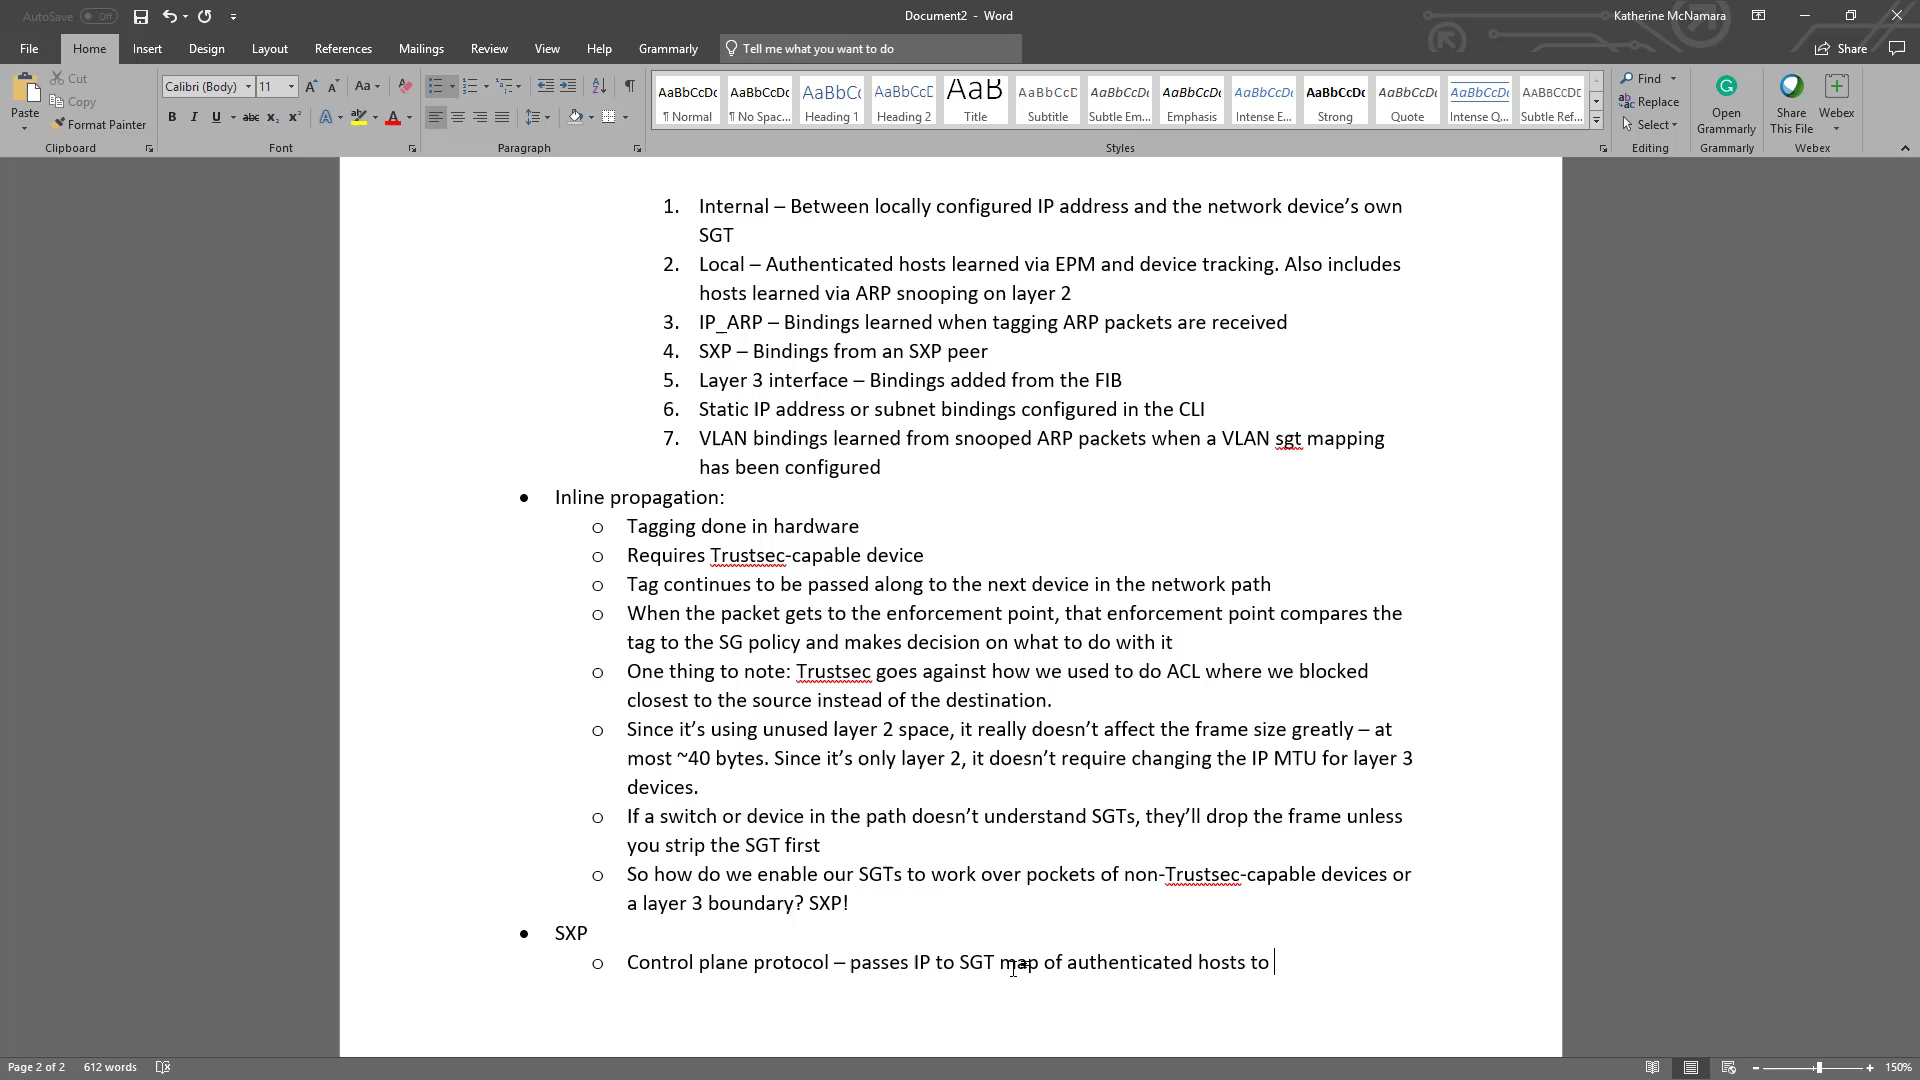 AutoSave Off
Document2 - Word
Katherine McNamara
File Home Insert Design Layout References Mailings Review View Help Grammarly Tell me what you want to do Share
Paste Cut Copy Format Painter
Calibri (Body) 11
AaBbCcDc AaBbCcDc AaBbC( AaBbCcE AaB AaBbCcD AaBbCcDc AaBbCcDc AaBbCcDc AaBbCcDc AaBbCcDc AaBbCcDc AABBCCDE
¶ Normal ¶ No Spac... Heading 1 Heading 2 Title Subtitle Subtle Em... Emphasis Intense E... Strong Quote Intense Q... Subtle Ref...
Find Replace Select
Open Grammarly
Share This File
Webex
Clipboard Font Paragraph Styles Editing Grammarly Webex
1. Internal – Between locally configured IP address and the network device’s own
SGT
2. Local – Authenticated hosts learned via EPM and device tracking. Also includes
hosts learned via ARP snooping on layer 2
3. IP_ARP – Bindings learned when tagging ARP packets are received
4. SXP – Bindings from an SXP peer
5. Layer 3 interface – Bindings added from the FIB
6. Static IP address or subnet bindings configured in the CLI
7. VLAN bindings learned from snooped ARP packets when a VLAN sgt mapping
has been configured
• Inline propagation:
o Tagging done in hardware
o Requires Trustsec-capable device
o Tag continues to be passed along to the next device in the network path
o When the packet gets to the enforcement point, that enforcement point compares the
tag to the SG policy and makes decision on what to do with it
o One thing to note: Trustsec goes against how we used to do ACL where we blocked
closest to the source instead of the destination.
o Since it’s using unused layer 2 space, it really doesn’t affect the frame size greatly – at
most ~40 bytes. Since it’s only layer 2, it doesn’t require changing the IP MTU for layer 3
devices.
o If a switch or device in the path doesn’t understand SGTs, they’ll drop the frame unless
you strip the SGT first
o So how do we enable our SGTs to work over pockets of non-Trustsec-capable devices or
a layer 3 boundary? SXP!
• SXP
o Control plane protocol – passes IP to SGT map of authenticated hosts to
Page 2 of 2 612 words 150%